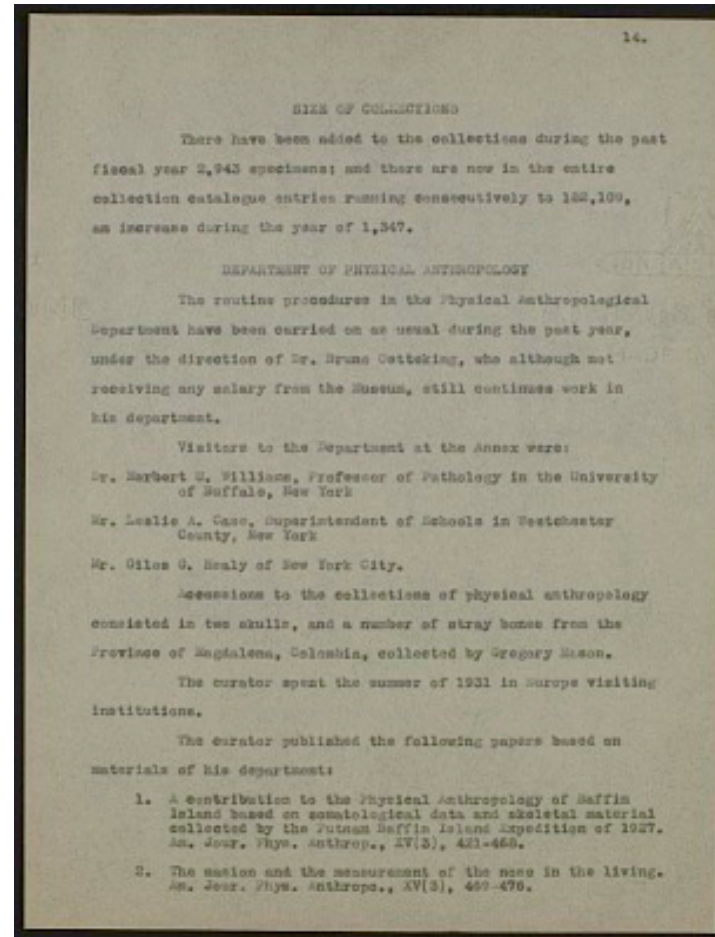 14.
SIZE OF COLLECTIONS
There have been added to the collections during the past
fiscal year 2,943 specimens; and there are now in the entire
collection catalogue entries running consecutively to 182,109,
an increase during the year of 1,347.
DEPARTMENT OF PHYSICAL ANTHROPOLOGY
The routine procedures in the Physical Anthropological
Department have been carried on as usual during the past year,
under the direction of Dr. Bruno Oetteking, who although not
receiving any salary from the Museum, still continues work in
his department.
Visitors to the Department at the Annex were:
Dr. Herbert U. Williams, Professor of Pathology in the University
of Buffalo, New York
Mr. Leslie A. Case, Superintendent of Schools in Westchester
County, New York
Mr. Giles G. Healy of New York City.
Accessions to the collections of physical anthropology
consisted in two skulls, and a number of stray bones from the
Province of Magdalena, Colombia, collected by Gregory Mason.
The curator spent the summer of 1931 in Europe visiting
institutions.
The curator published the following papers based on
materials of his department:
1. A contribution to the Physical Anthropology of Baffin
Island based on somatological data and skeletal material
collected by the Putnam Baffin Island Expedition of 1927.
Am. Jour. Phys. Anthrop., XV(3), 421-468.
2. The nasion and the measurement of the nose in the living.
Am. Jour. Phys. Anthropo., XV(3), 469-476.